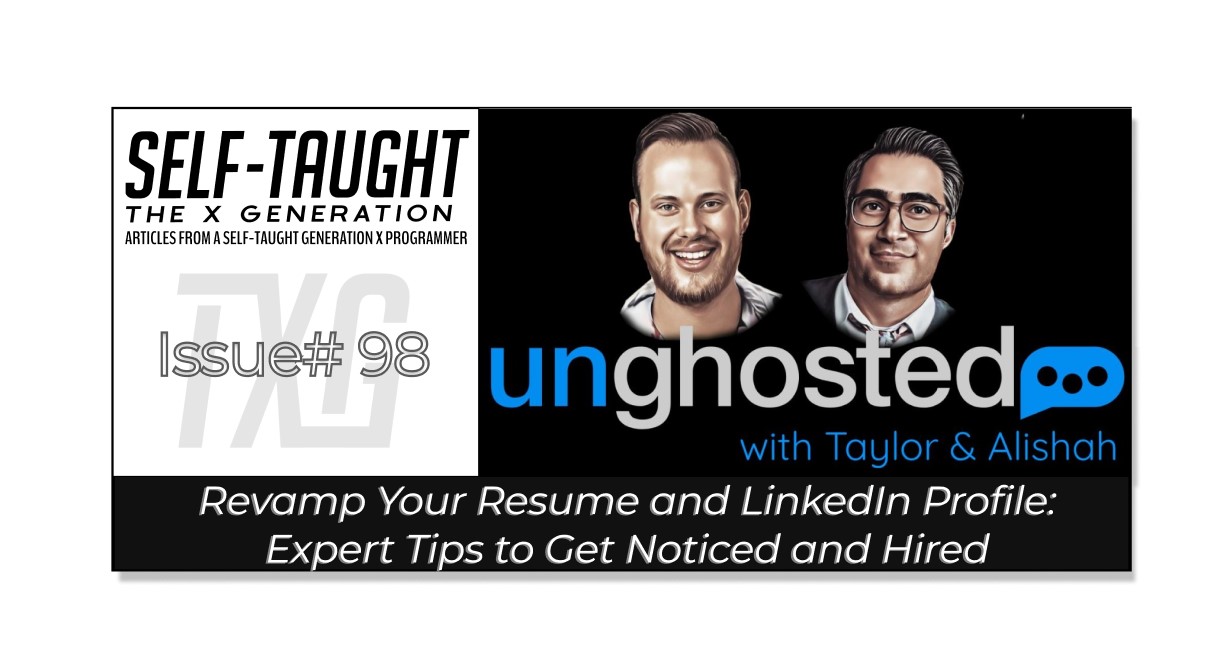 SELF-TAUGHT
THE X GENERATION
ARTICLES FROM A SELF-TAUGHT GENERATION X PROGRAMMER
TXG
Issue# 98
unghosted
with Taylor & Alishah
Revamp Your Resume and LinkedIn Profile:
Expert Tips to Get Noticed and Hired